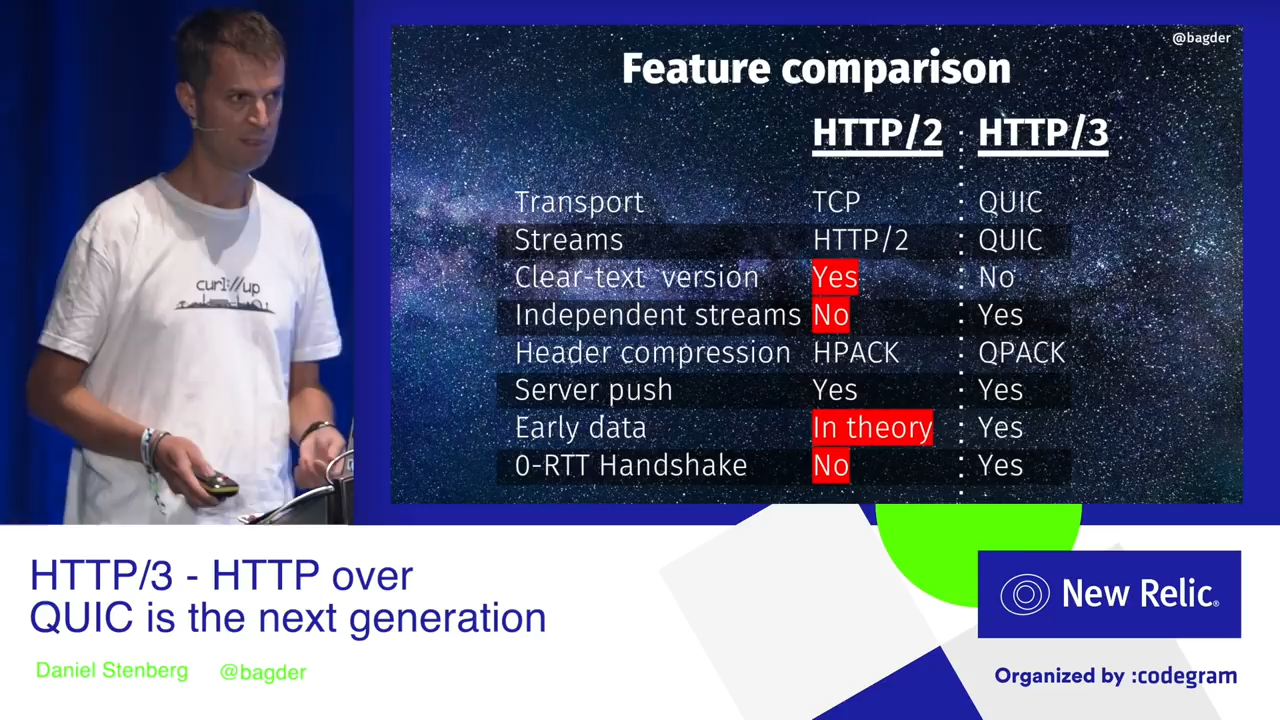 @bagder
Feature comparison
HTTP/2 HTTP/3
Transport TCP QUIC
Streams HTTP/2 QUIC
Clear-text version Yes No
Independent streams No Yes
Header compression HPACK QPACK
Server push Yes Yes
Early data In theory Yes
0-RTT Handshake No Yes
curl://up
HTTP/3 - HTTP over
QUIC is the next generation
Daniel Stenberg @bagder
New Relic®
Organized by :codegram